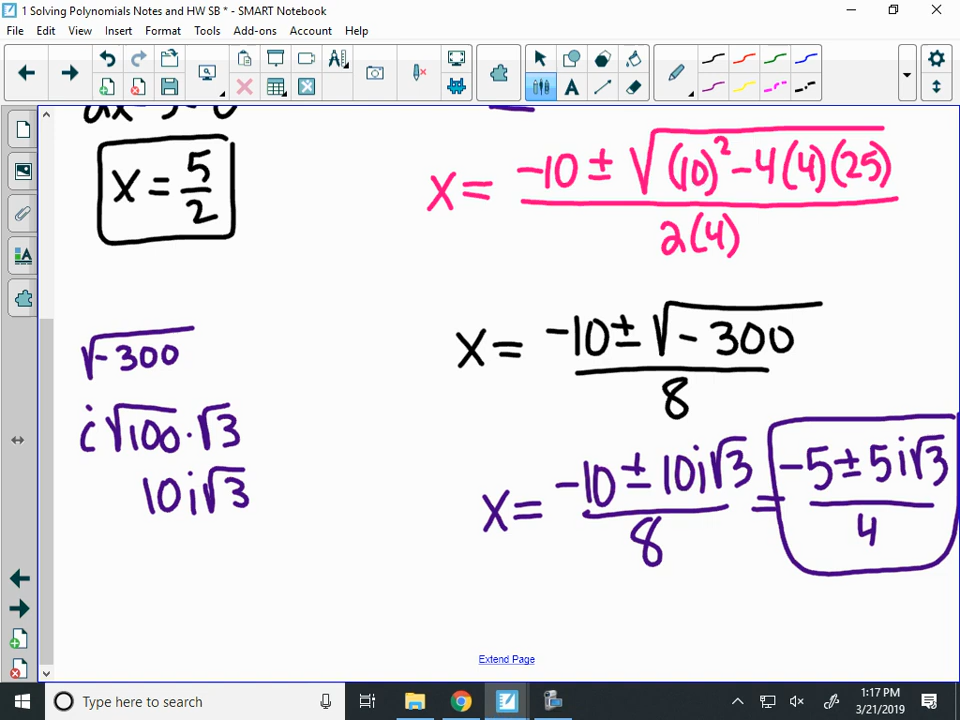 1 Solving Polynomials Notes and HW SB * - SMART Notebook
File Edit View Insert Format Tools Add-ons Account Help
x = 5/2
x = (-10 ± √((10)² - 4(4)(25))) / 2(4)
x = (-10 ± √-300) / 8
√-300
i√100 · √3
10i√3
x = (-10 ± 10i√3) / 8 = (-5 ± 5i√3) / 4
Extend Page
Type here to search
1:17 PM
3/21/2019